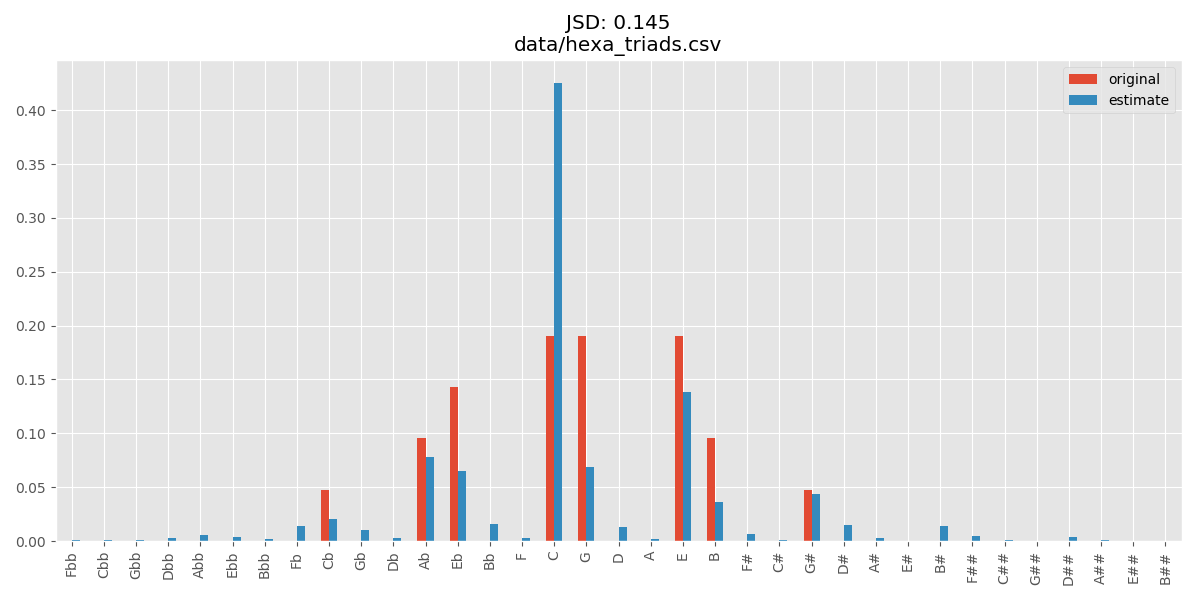 JSD: 0.145
data/hexa_triads.csv
original
estimate
0.40
0.35
0.30
0.25
0.20
0.15
0.10
0.05
0.00
Fbb
Cbb
Gbb
Dbb
Abb
Ebb
Bbb
Fb
Cb
Gb
Db
Ab
Eb
Bb
F
C
G
D
A
E
B
F#
C#
G#
D#
A#
E#
B#
F##
C##
G##
D##
A##
E##
B##